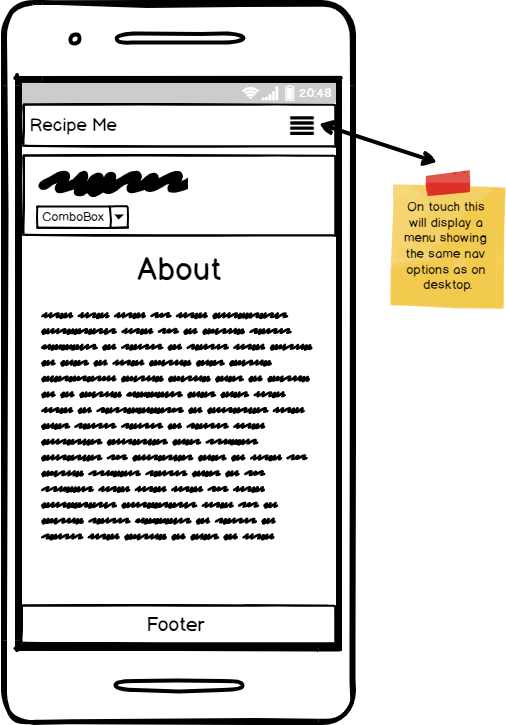 20:48
Recipe Me
ComboBox
About
Footer
On touch this
will display a
menu showing
the same nav
options as on
desktop.